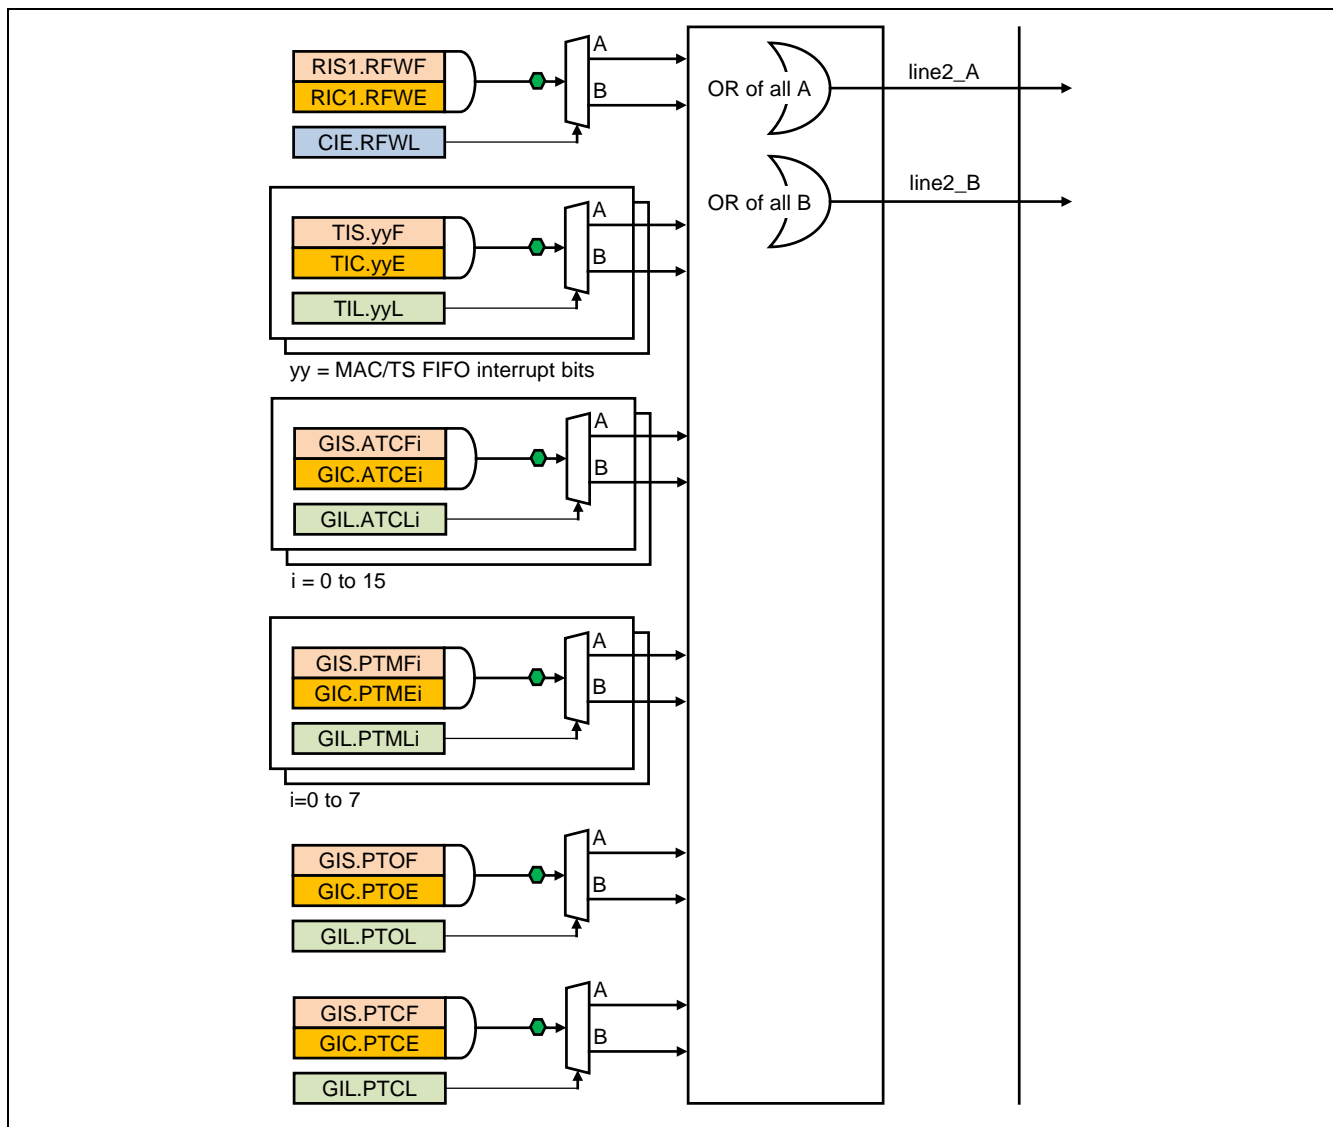 RIS1.RFWF
RIC1.RFWE
CIE.RFWL
A
B
OR of all A
line2_A
OR of all B
line2_B
TIS.yyF
TIC.yyE
TIL.yyL
A
B
yy = MAC/TS FIFO interrupt bits
GIS.ATCFi
GIC.ATCEi
GIL.ATCLi
A
B
i = 0 to 15
GIS.PTMFi
GIC.PTMEi
GIL.PTMLi
A
B
i=0 to 7
GIS.PTOF
GIC.PTOE
GIL.PTOL
A
B
GIS.PTCF
GIC.PTCE
GIL.PTCL
A
B